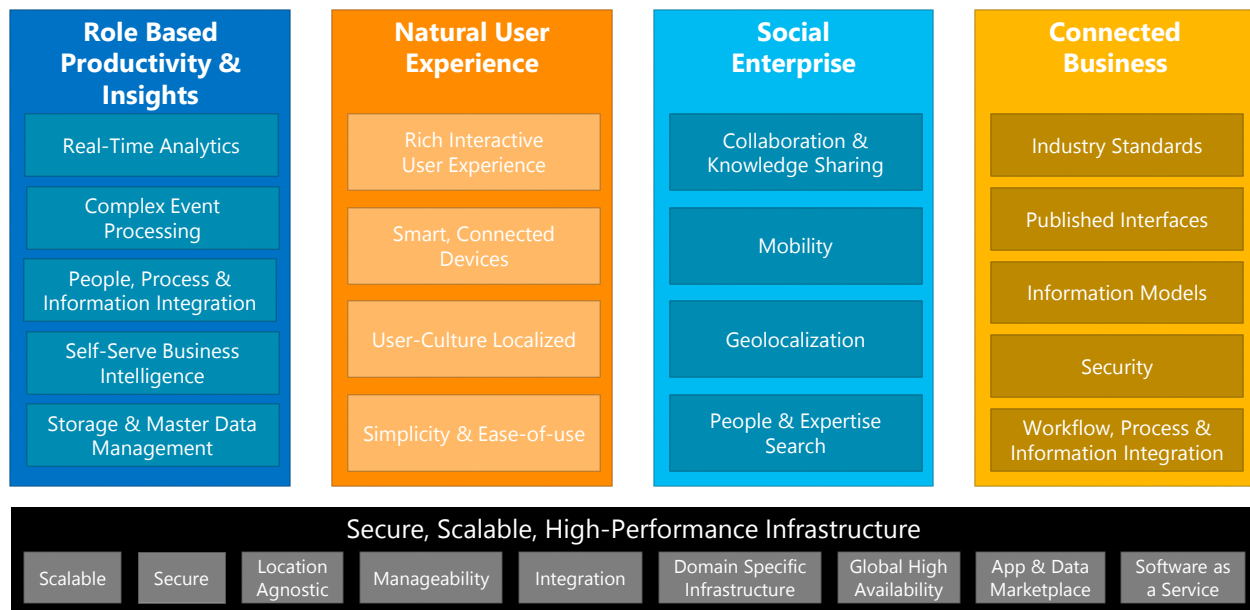 Role Based
Productivity &
Insights
Real-Time Analytics
Complex Event
Processing
People, Process &
Information Integration
Self-Serve Business
Intelligence
Storage & Master Data
Management
Natural User
Experience
Rich Interactive
User Experience
Smart, Connected
Devices
User-Culture Localized
Simplicity & Ease-of-use
Social
Enterprise
Collaboration &
Knowledge Sharing
Mobility
Geolocalization
People & Expertise
Search
Connected
Business
Industry Standards
Published Interfaces
Information Models
Security
Workflow, Process &
Information Integration
Secure, Scalable, High-Performance Infrastructure
Scalable
Secure
Location
Agnostic
Manageability
Integration
Domain Specific
Infrastructure
Global High
Availability
App & Data
Marketplace
Software as
a Service